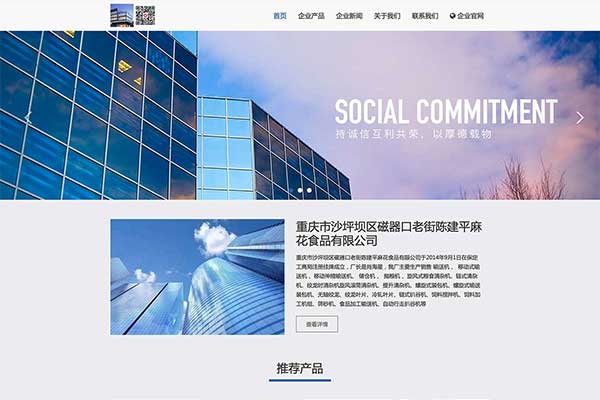 首页 企业产品 企业新闻 关于我们 联系我们 企业官网
SOCIAL COMMITMENT
持诚信互利共荣,以厚德载物
重庆市沙坪坝区磁器口老街陈建平麻
花食品有限公司
重庆市沙坪坝区磁器口老街陈建平麻花食品有限公司于2014年9月1日在保定
工商局注册挂牌成立,厂长是肖海星,我厂主要生产销售 输送机 、 移动式输
送机 、移动伸缩输送机、 储仓机 、 抛粮机 、旋风式粮食清杂机、链式清杂
机、绞龙对清杂机旋风滚筒清杂机、提升清杂机、螺旋式装包机、螺旋式输送
装包机、无轴绞龙、绞龙叶片、冷轧叶片、链式扒谷机、饲料搅拌机、饲料加
工机组、筛砂机、食品加工输送机、自动行走扒谷机等
查看详情
推荐产品